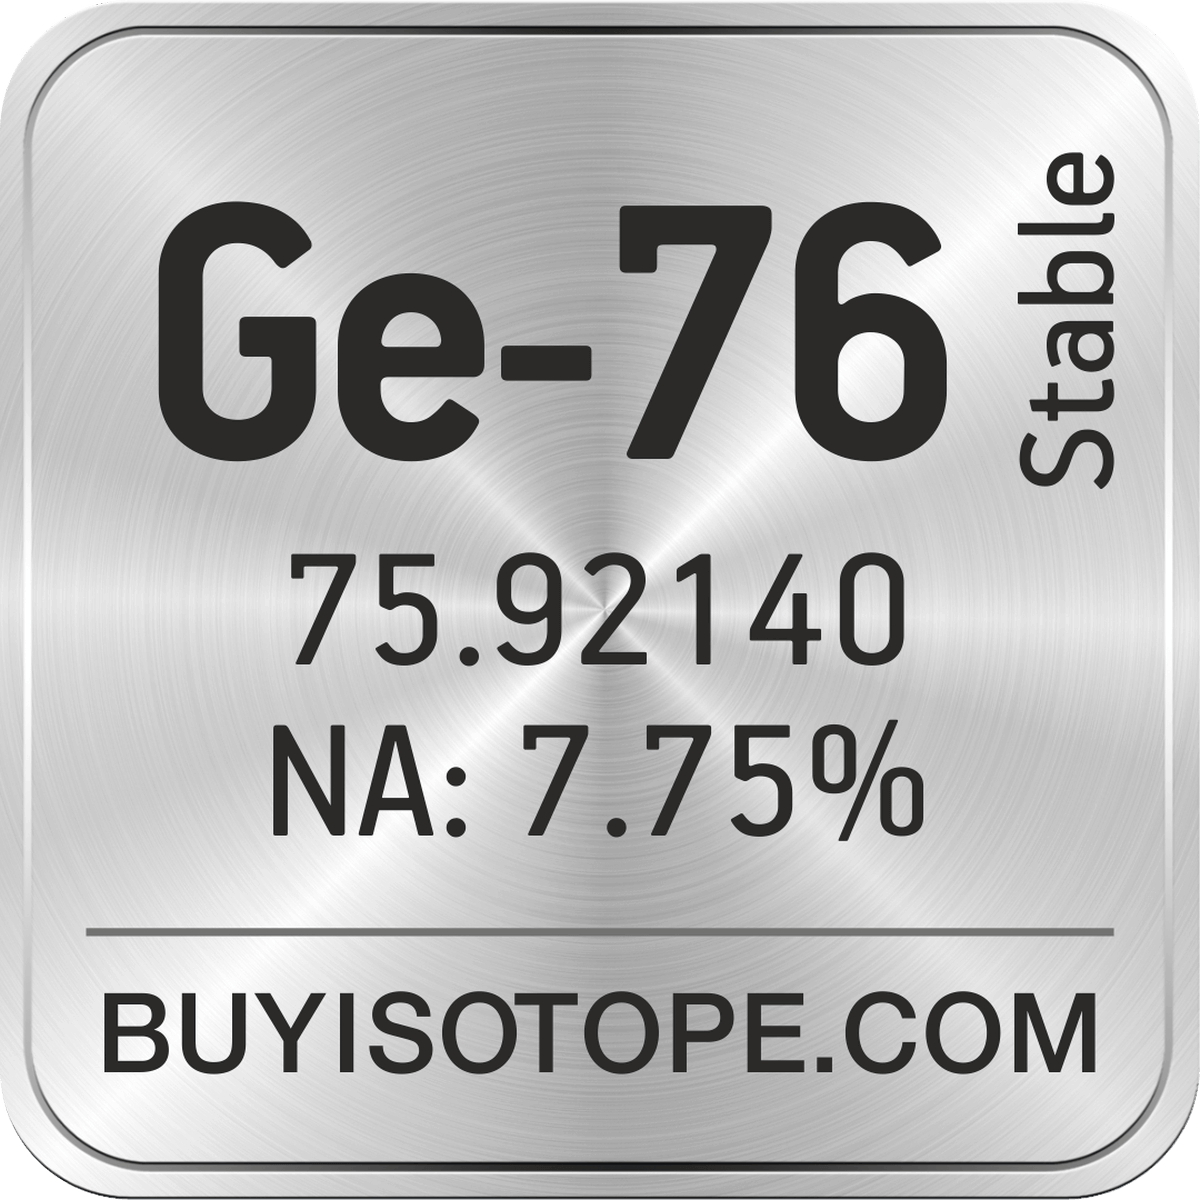 Ge-76
Stable
75.92140
NA: 7.75%
BUYISOTOPE.COM